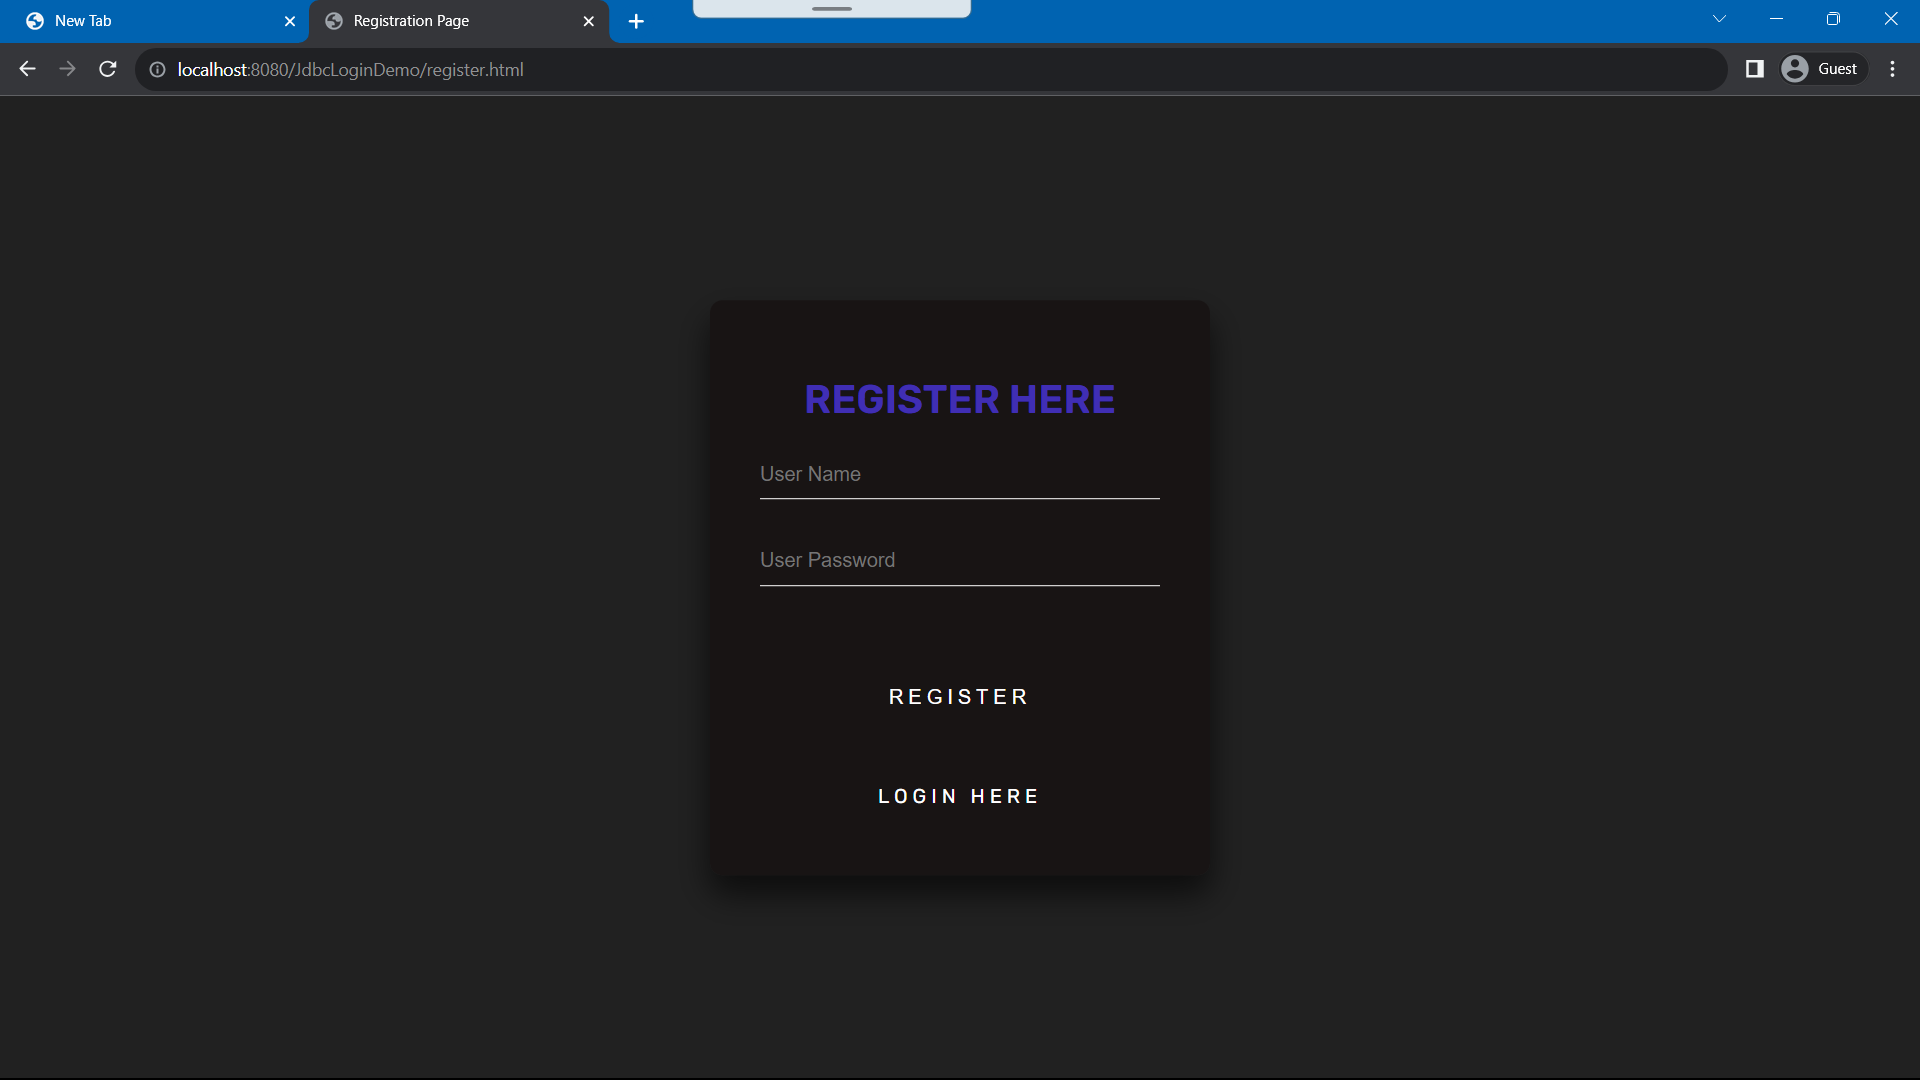 New Tab
Registration Page
localhost:8080/JdbcLoginDemo/register.html
Guest
REGISTER HERE
User Name
User Password
REGISTER
LOGIN HERE